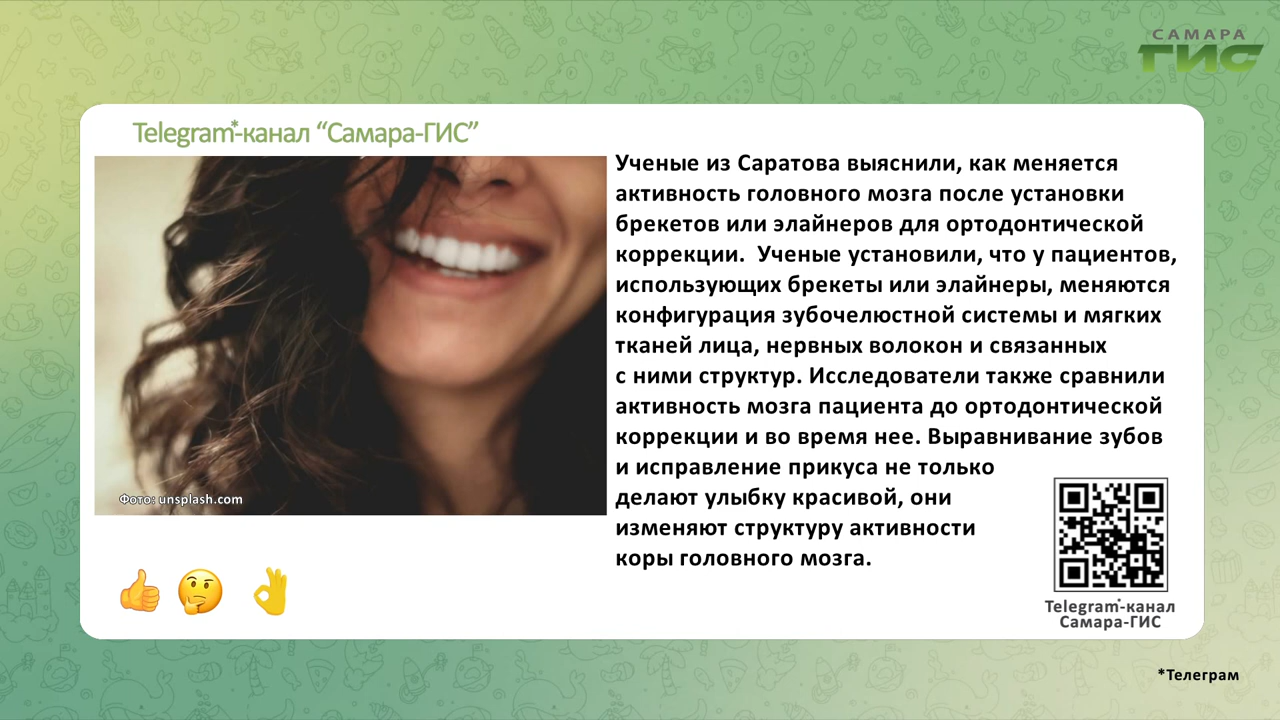 САМАРА
ГИС
Telegram*-канал “Самара-ГИС”
Ученые из Саратова выяснили, как меняется
активность головного мозга после установки
брекетов или элайнеров для ортодонтической
коррекции.  Ученые установили, что у пациентов,
использующих брекеты или элайнеры, меняются
конфигурация зубочелюстной системы и мягких
тканей лица, нервных волокон и связанных
с ними структур. Исследователи также сравнили
активность мозга пациента до ортодонтической
коррекции и во время нее. Выравнивание зубов
и исправление прикуса не только
делают улыбку красивой, они
изменяют структуру активности
коры головного мозга.
Фото: unsplash.com
Telegram*-канал
Самара-ГИС
*Телеграм